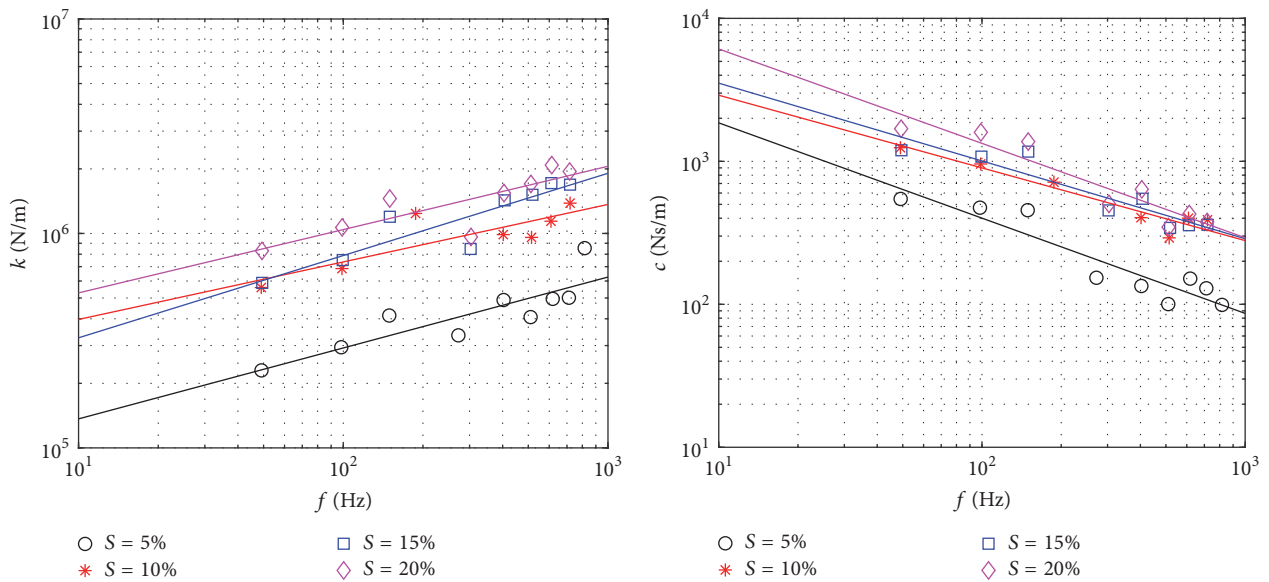 10^7
10^6
10^5
k (N/m)
10^1 10^2 10^3
f (Hz)
S = 5%
S = 10%
S = 15%
S = 20%
10^4
10^3
10^2
10^1
c (Ns/m)
10^1 10^2 10^3
f (Hz)
S = 5%
S = 10%
S = 15%
S = 20%